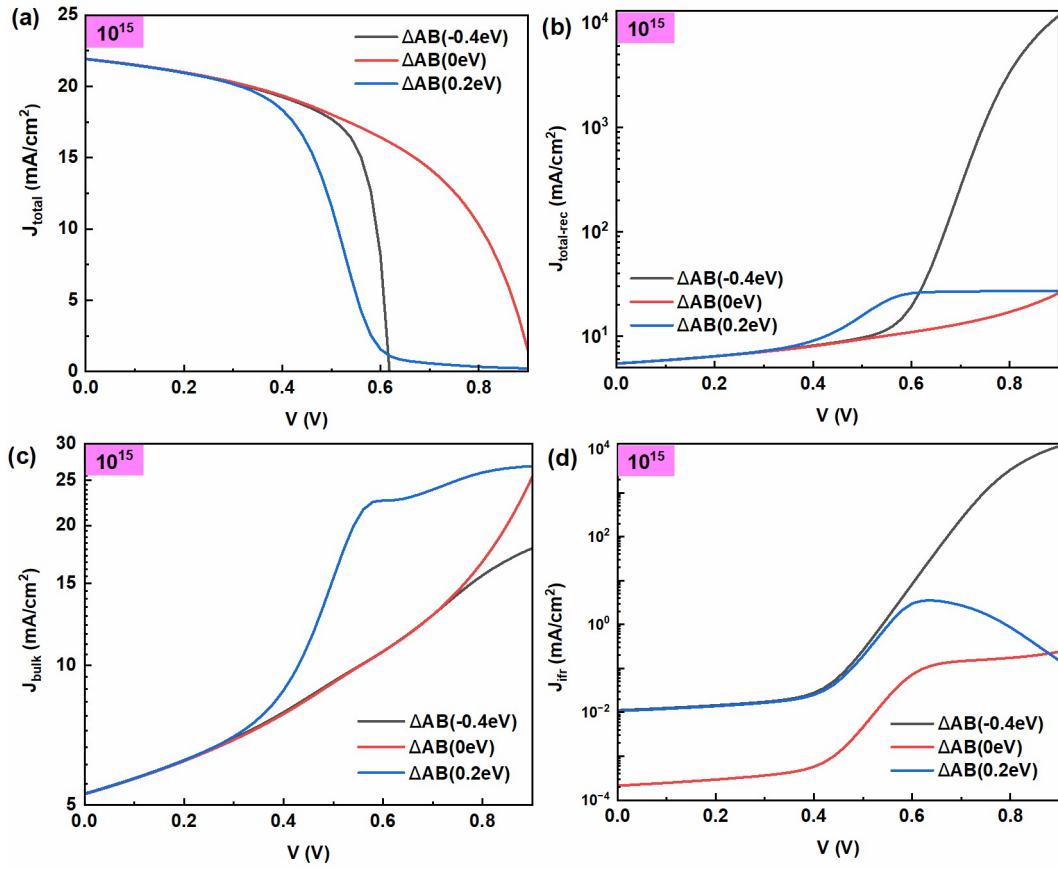 (a)
10¹⁵
ΔAB(-0.4eV)
ΔAB(0eV)
ΔAB(0.2eV)
25
20
15
10
5
0
J_total (mA/cm²)
0.0 0.2 0.4 0.6 0.8
V (V)
(b)
10¹⁵
10⁴
10³
10²
10¹
J_total-rec (mA/cm²)
ΔAB(-0.4eV)
ΔAB(0eV)
ΔAB(0.2eV)
0.0 0.2 0.4 0.6 0.8
V (V)
(c)
10¹⁵
30
25
20
15
10
5
J_bulk (mA/cm²)
ΔAB(-0.4eV)
ΔAB(0eV)
ΔAB(0.2eV)
0.0 0.2 0.4 0.6 0.8
V (V)
(d)
10¹⁵
10⁴
10²
10⁰
10⁻²
10⁻⁴
J_ifr (mA/cm²)
ΔAB(-0.4eV)
ΔAB(0eV)
ΔAB(0.2eV)
0.0 0.2 0.4 0.6 0.8
V (V)